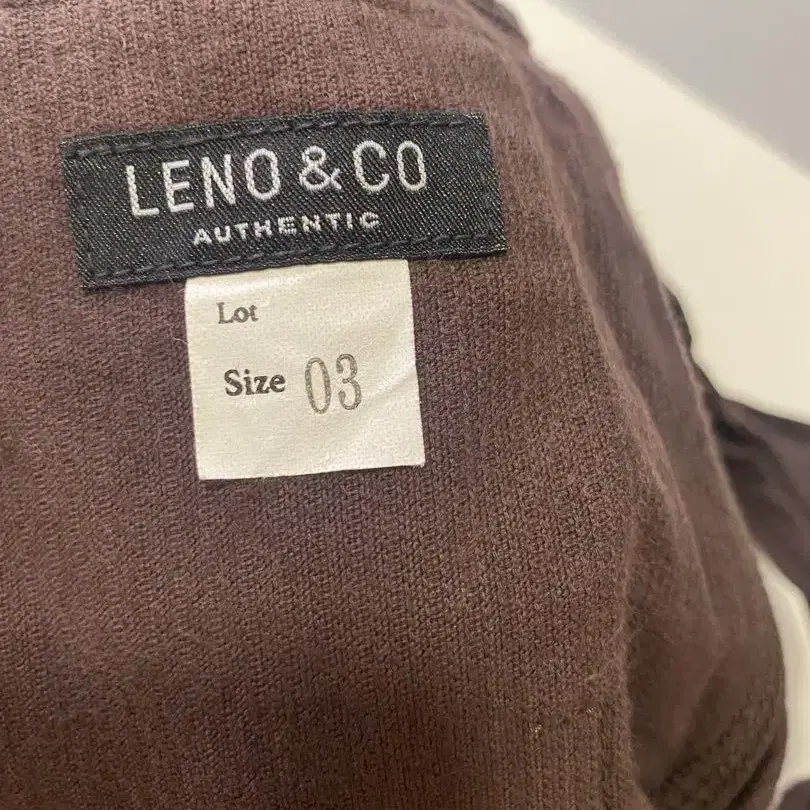 LENO & CO
AUTHENTIC
Lot
Size 03